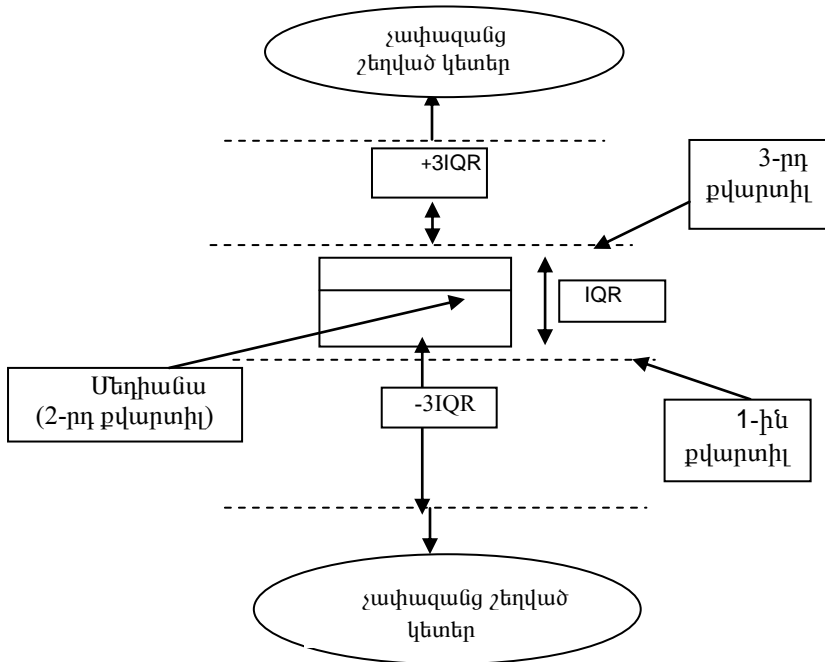 չափազանց
շեղված կետեր
+3IQR
3-րդ
քվարտիլ
IQR
Մեդիանա
(2-րդ քվարտիլ)
-3IQR
1-ին
քվարտիլ
չափազանց շեղված
կետեր